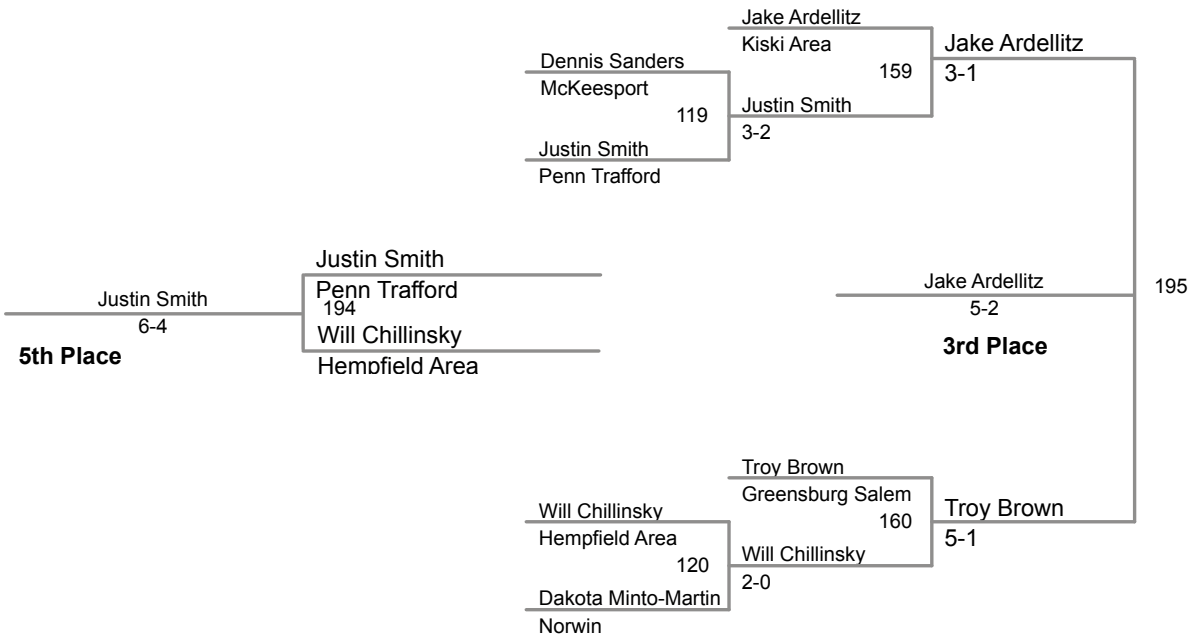 Jake Ardellitz
Kiski Area
159
Jake Ardellitz
3-1
Dennis Sanders
McKeesport
119
Justin Smith
3-2
Justin Smith
Penn Trafford
Justin Smith
Penn Trafford
194
Will Chillinsky
Hempfield Area
Justin Smith
6-4
5th Place
Jake Ardellitz
5-2
3rd Place
195
Troy Brown
Greensburg Salem
160
Troy Brown
5-1
Will Chillinsky
Hempfield Area
120
Will Chillinsky
2-0
Dakota Minto-Martin
Norwin